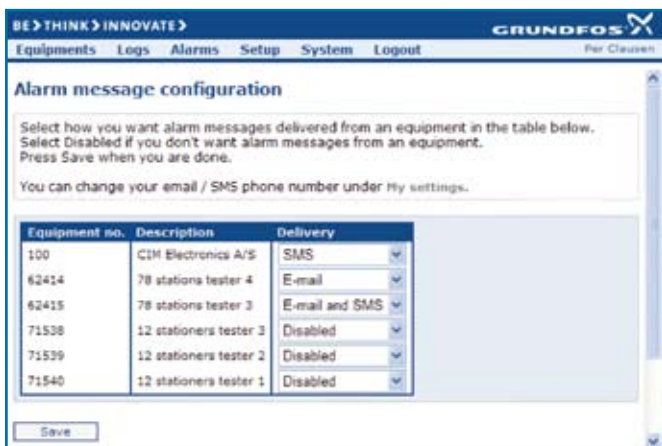 BE>THINK>INNOVATE>
GRUNDFOS
Equipments Logs Alarms Setup System Logout
Per Clausen
Alarm message configuration
Select how you want alarm messages delivered from an equipment in the table below.
Select Disabled if you don't want alarm messages from an equipment.
Press Save when you are done.
You can change your email / SMS phone number under My settings.
Equipment no. Description Delivery
100 CIM Electronics A/S SMS
62414 78 stations tester 4 E-mail
62415 78 stations tester 3 E-mail and SMS
71538 12 stationers tester 3 Disabled
71539 12 stationers tester 2 Disabled
71540 12 stationers tester 1 Disabled
Save